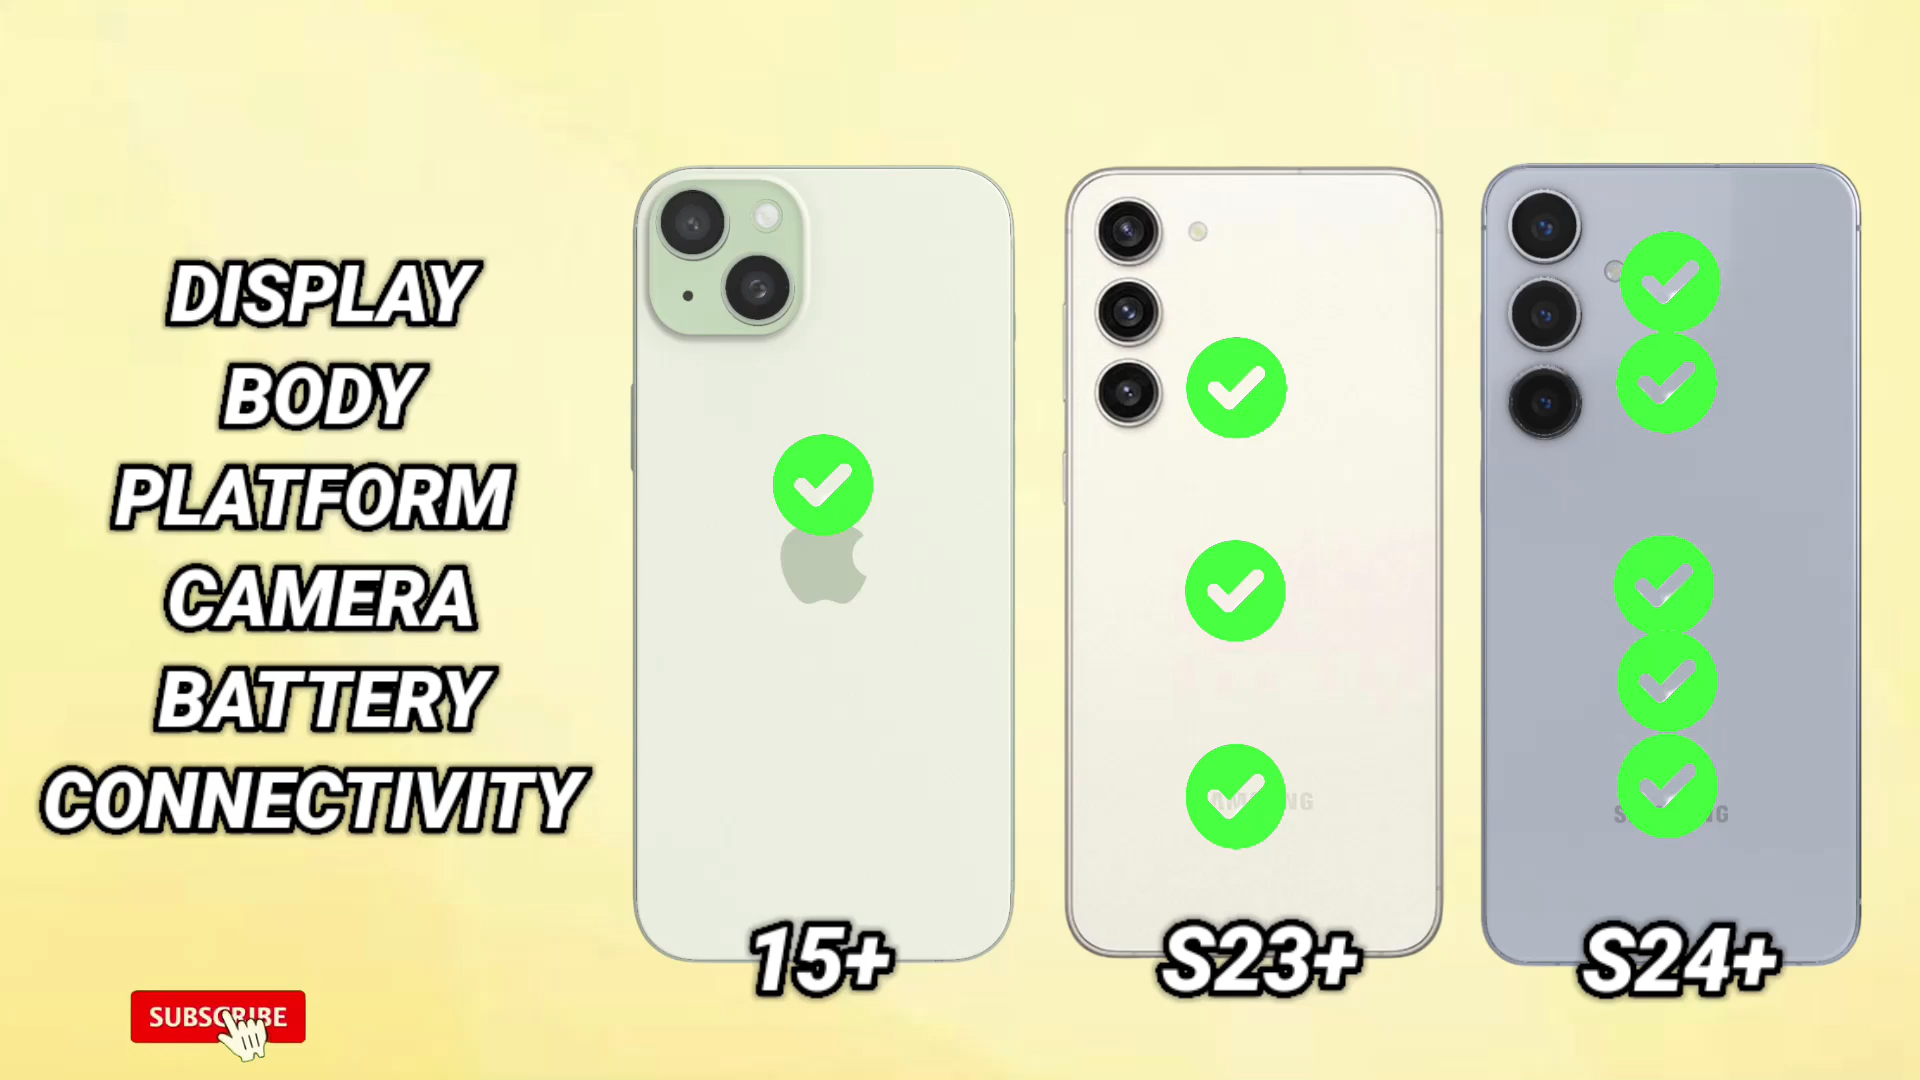 DISPLAY
BODY
PLATFORM
CAMERA
BATTERY
CONNECTIVITY
15+
S23+
S24+
SUBSCRIBE